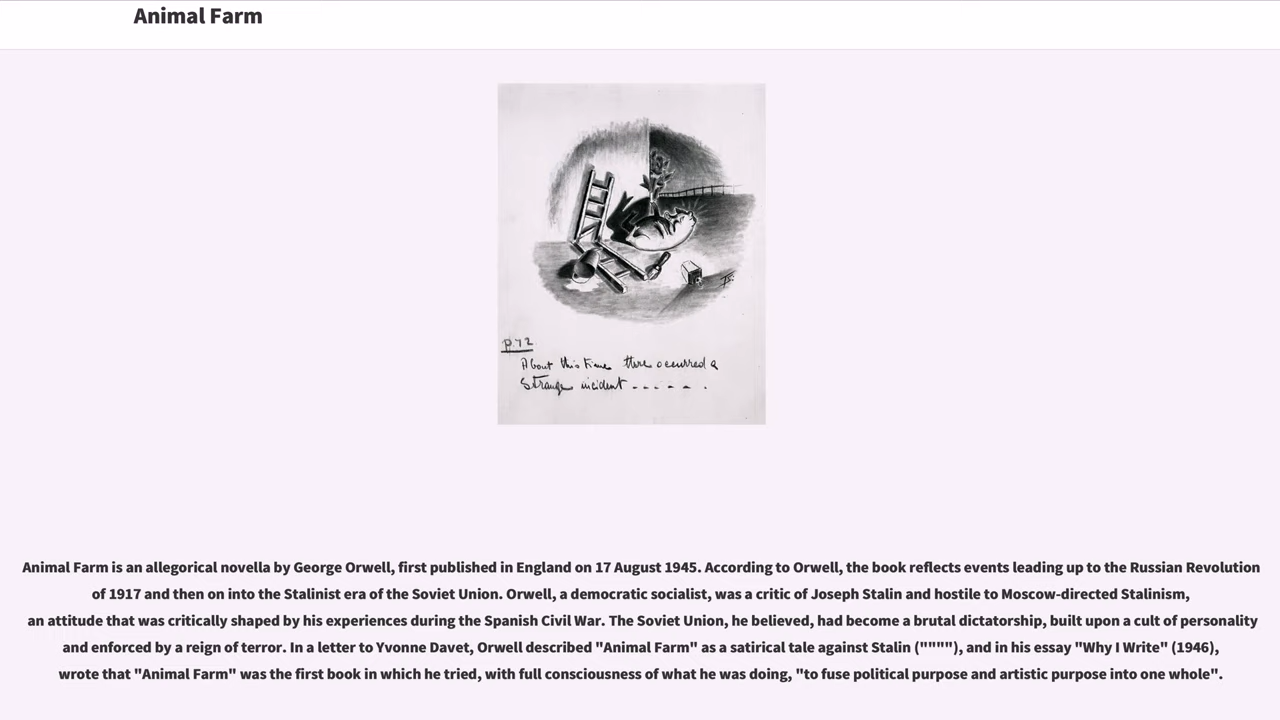 Animal Farm
p.72
About this time there occurred a
strange incident - - - - - .
Animal Farm is an allegorical novella by George Orwell, first published in England on 17 August 1945. According to Orwell, the book reflects events leading up to the Russian Revolution
of 1917 and then on into the Stalinist era of the Soviet Union. Orwell, a democratic socialist, was a critic of Joseph Stalin and hostile to Moscow-directed Stalinism,
an attitude that was critically shaped by his experiences during the Spanish Civil War. The Soviet Union, he believed, had become a brutal dictatorship, built upon a cult of personality
and enforced by a reign of terror. In a letter to Yvonne Davet, Orwell described "Animal Farm" as a satirical tale against Stalin (""""), and in his essay "Why I Write" (1946),
wrote that "Animal Farm" was the first book in which he tried, with full consciousness of what he was doing, "to fuse political purpose and artistic purpose into one whole".